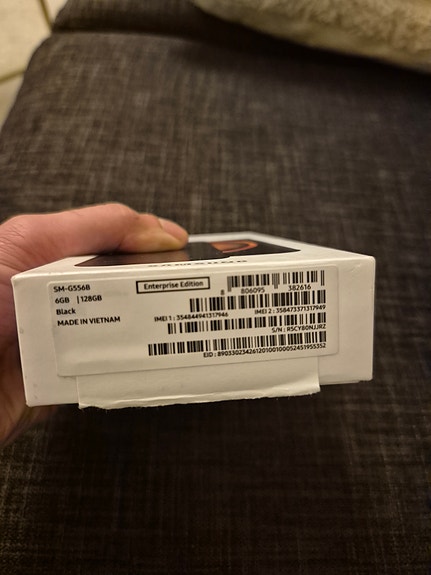 SAMSUNG
SM-G556B
Enterprise Edition
6GB | 128GB
8 806095 382616
Black
MADE IN VIETNAM
IMEI 1 : 354844941317946
IMEI 2 : 358473371317949
S/N : R5CY80NJJRZ
EID : 89033023426120100100052451955352